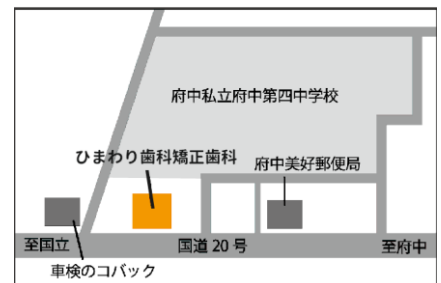 府中私立府中第四中学校
ひまわり歯科矯正歯科
府中美好郵便局
至国立
国道20号
至府中
車検のコバック